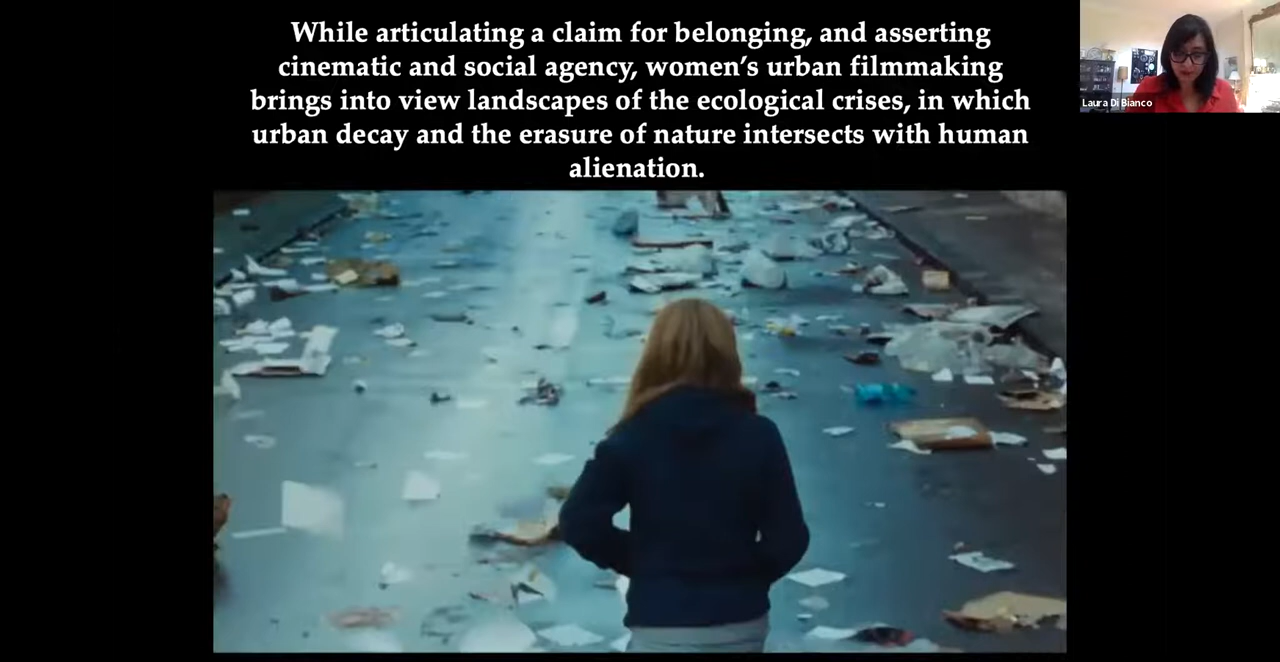 While articulating a claim for belonging, and asserting
cinematic and social agency, women’s urban filmmaking
brings into view landscapes of the ecological crises, in which
urban decay and the erasure of nature intersects with human
alienation.
Laura Di Bianco